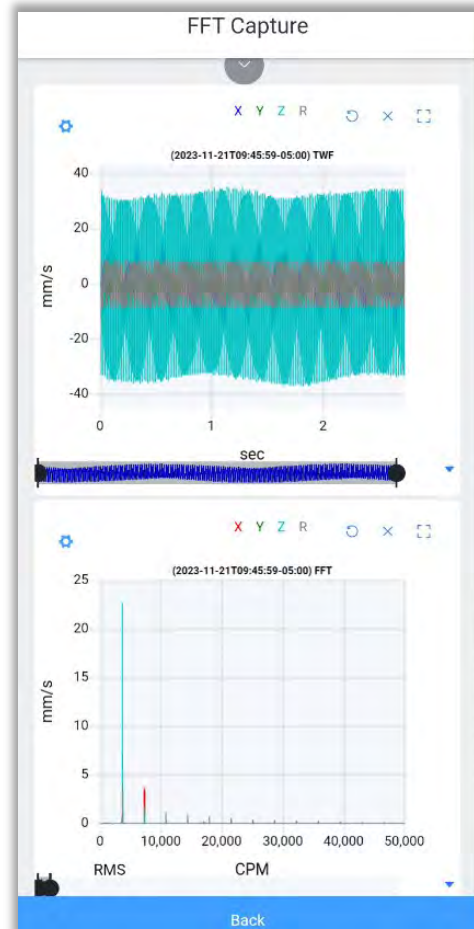 FFT Capture
X Y Z R
(2023-11-21T09:45:59-05:00) TWF
40
20
0
-20
-40
mm/s
0 1 2
sec
X Y Z R
(2023-11-21T09:45:59-05:00) FFT
25
20
15
10
5
0
mm/s
0 10,000 20,000 30,000 40,000 50,000
RMS CPM
Back